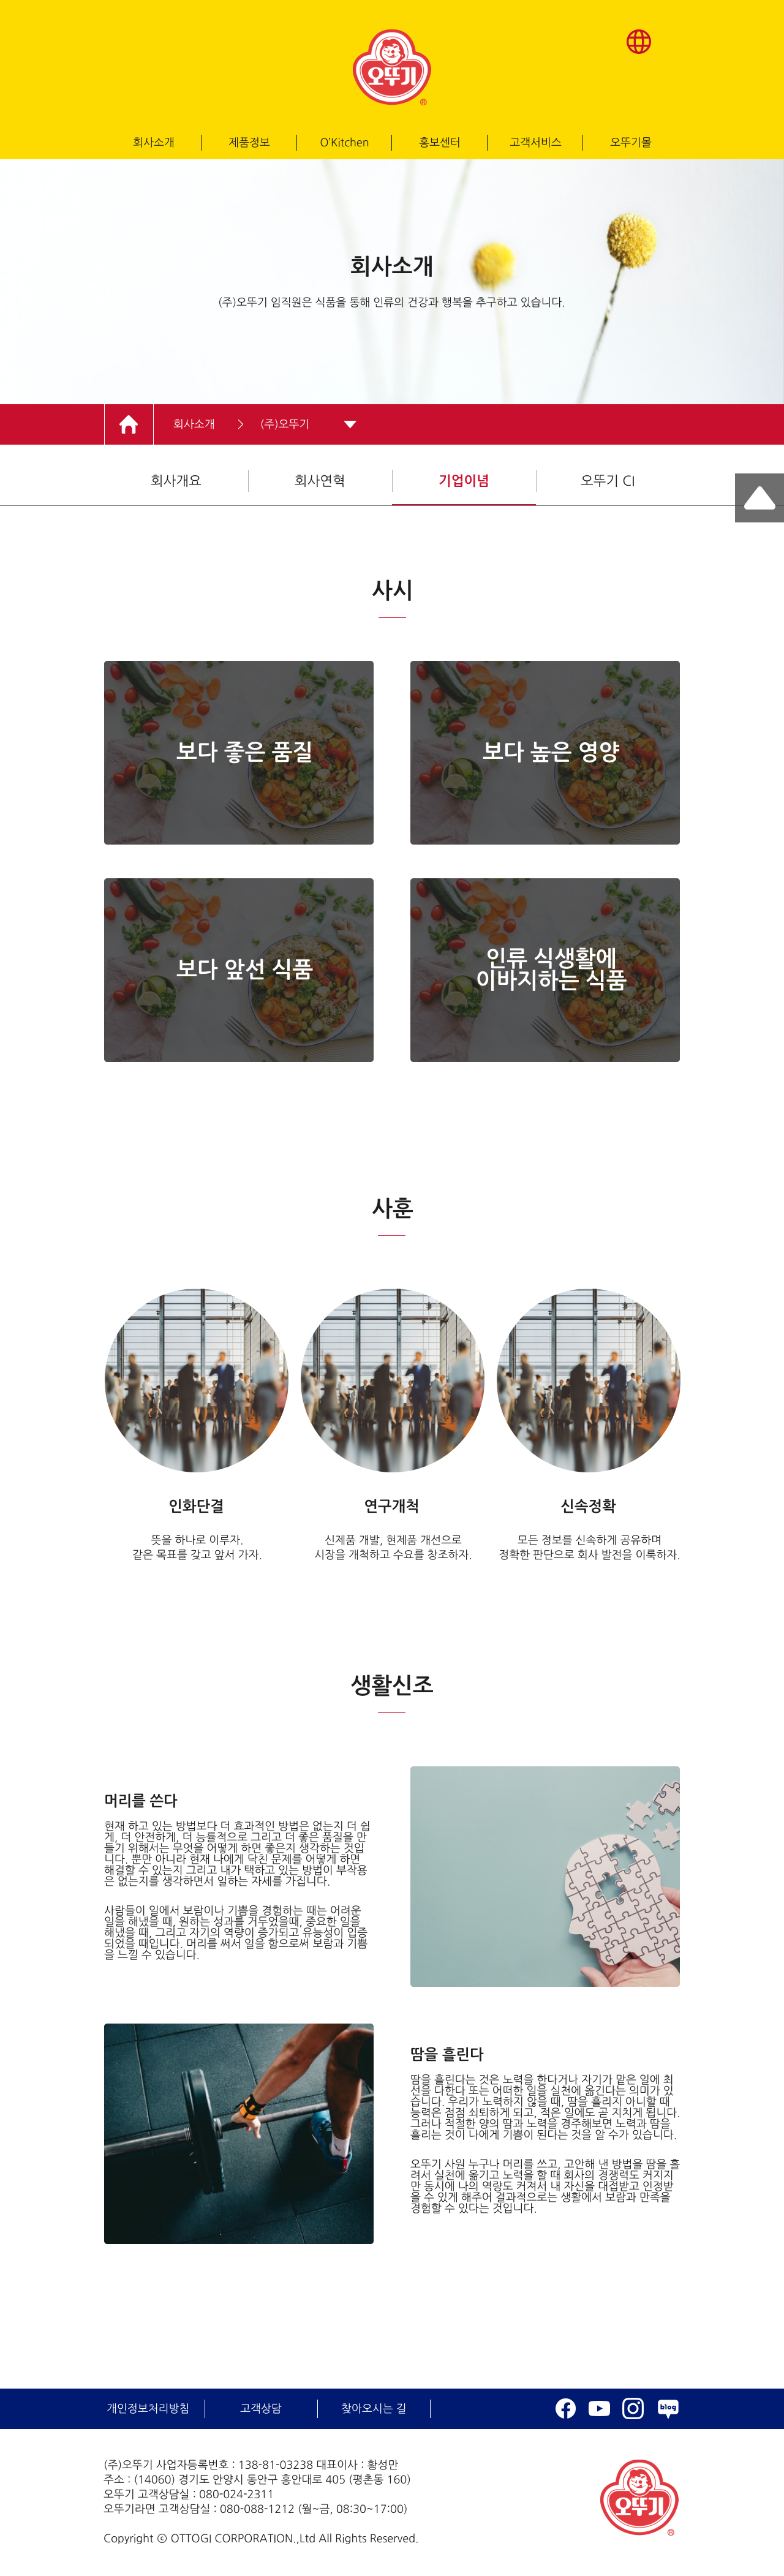 오뚜기
®
회사소개 제품정보 O'Kitchen 홍보센터 고객서비스 오뚜기몰
회사소개
(주)오뚜기 임직원은 식품을 통해 인류의 건강과 행복을 추구하고 있습니다.
회사소개 > (주)오뚜기
회사개요 회사연혁 기업이념 오뚜기 CI
사시
보다 좋은 품질
보다 높은 영양
보다 앞선 식품
인류 식생활에
이바지하는 식품
사훈
인화단결
뜻을 하나로 이루자.
같은 목표를 갖고 앞서 가자.
연구개척
신제품 개발, 현제품 개선으로
시장을 개척하고 수요를 창조하자.
신속정확
모든 정보를 신속하게 공유하며
정확한 판단으로 회사 발전을 이룩하자.
생활신조
머리를 쓴다
현재 하고 있는 방법보다 더 효과적인 방법은 없는지 더 쉽
게, 더 안전하게, 더 능률적으로 그리고 더 좋은 품질을 만
들기 위해서는 무엇을 어떻게 하면 좋은지 생각하는 것입
니다. 뿐만 아니라 현재 나에게 닥친 문제를 어떻게 하면
해결할 수 있는지 그리고 내가 택하고 있는 방법이 부작용
은 없는지를 생각하면서 일하는 자세를 가집니다.
사람들이 일에서 보람이나 기쁨을 경험하는 때는 어려운
일을 해냈을 때, 원하는 성과를 거두었을때, 중요한 일을
해냈을 때, 그리고 자기의 역량이 증가되고 유능성이 입증
되었을 때입니다. 머리를 써서 일을 함으로써 보람과 기쁨
을 느낄 수 있습니다.
땀을 흘린다
땀을 흘린다는 것은 노력을 한다거나 자기가 맡은 일에 최
선을 다한다 또는 어떠한 일을 실천에 옮긴다는 의미가 있
습니다. 우리가 노력하지 않을 때, 땀을 흘리지 아니할 때
능력은 점점 쇠퇴하게 되고, 적은 일에도 곧 지치게 됩니다.
그러나 적절한 양의 땀과 노력을 경주해보면 노력과 땀을
흘리는 것이 나에게 기쁨이 된다는 것을 알 수가 있습니다.
오뚜기 사원 누구나 머리를 쓰고, 고안해 낸 방법을 땀을 흘
려서 실천에 옮기고 노력을 할 때 회사의 경쟁력도 커지지
만 동시에 나의 역량도 커져서 내 자신을 대접받고 인정받
을 수 있게 해주어 결과적으로는 생활에서 보람과 만족을
경험할 수 있다는 것입니다.
개인정보처리방침 고객상담 찾아오시는 길 blog
(주)오뚜기 사업자등록번호 : 138-81-03238 대표이사 : 황성만
주소 : (14060) 경기도 안양시 동안구 흥안대로 405 (평촌동 160)
오뚜기 고객상담실 : 080-024-2311
오뚜기라면 고객상담실 : 080-088-1212 (월~금, 08:30~17:00)
Copyright ⓒ OTTOGI CORPORATION.,Ltd All Rights Reserved.
오뚜기
®